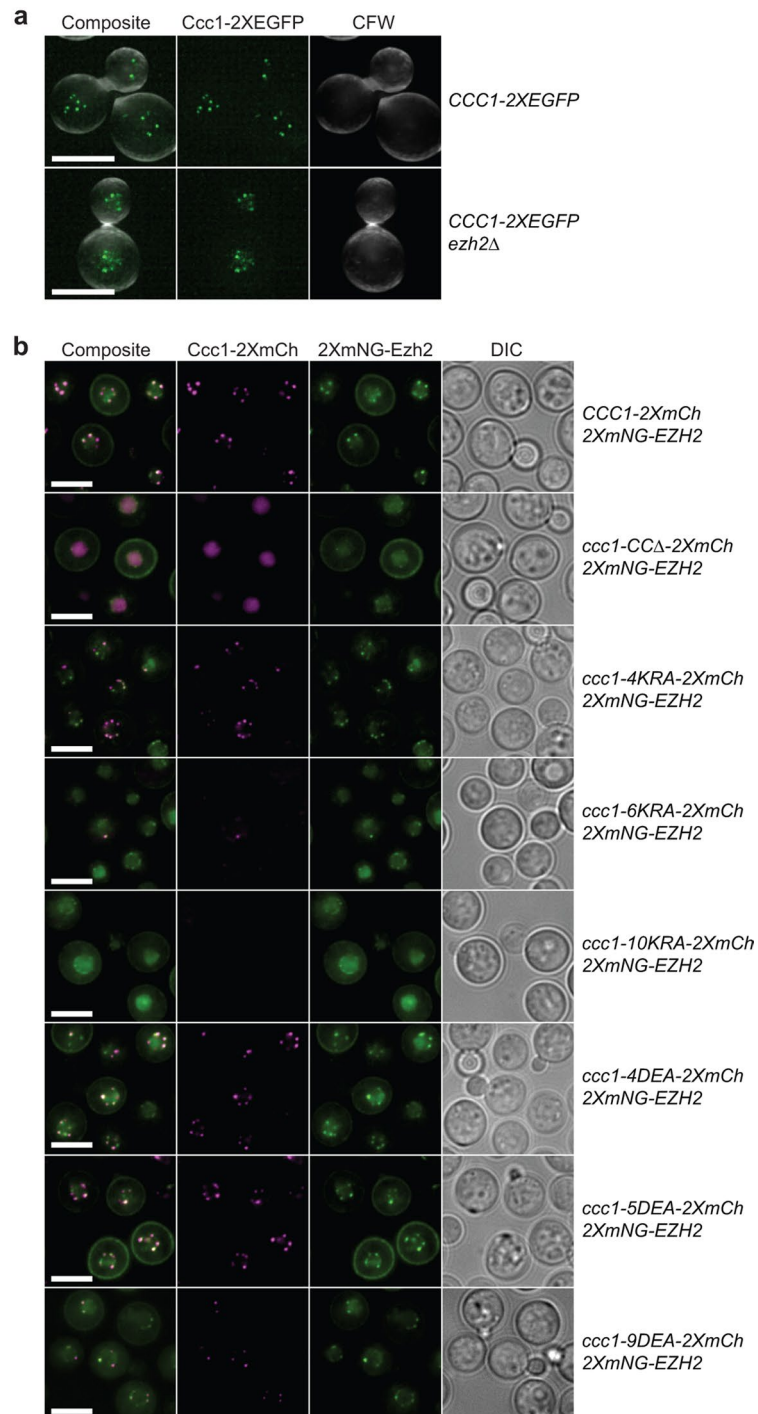 a
Composite Ccc1-2XEGFP CFW
CCC1-2XEGFP
CCC1-2XEGFP
ezh2Δ
b
Composite Ccc1-2XmCh 2XmNG-Ezh2 DIC
CCC1-2XmCh
2XmNG-EZH2
ccc1-CCΔ-2XmCh
2XmNG-EZH2
ccc1-4KRA-2XmCh
2XmNG-EZH2
ccc1-6KRA-2XmCh
2XmNG-EZH2
ccc1-10KRA-2XmCh
2XmNG-EZH2
ccc1-4DEA-2XmCh
2XmNG-EZH2
ccc1-5DEA-2XmCh
2XmNG-EZH2
ccc1-9DEA-2XmCh
2XmNG-EZH2